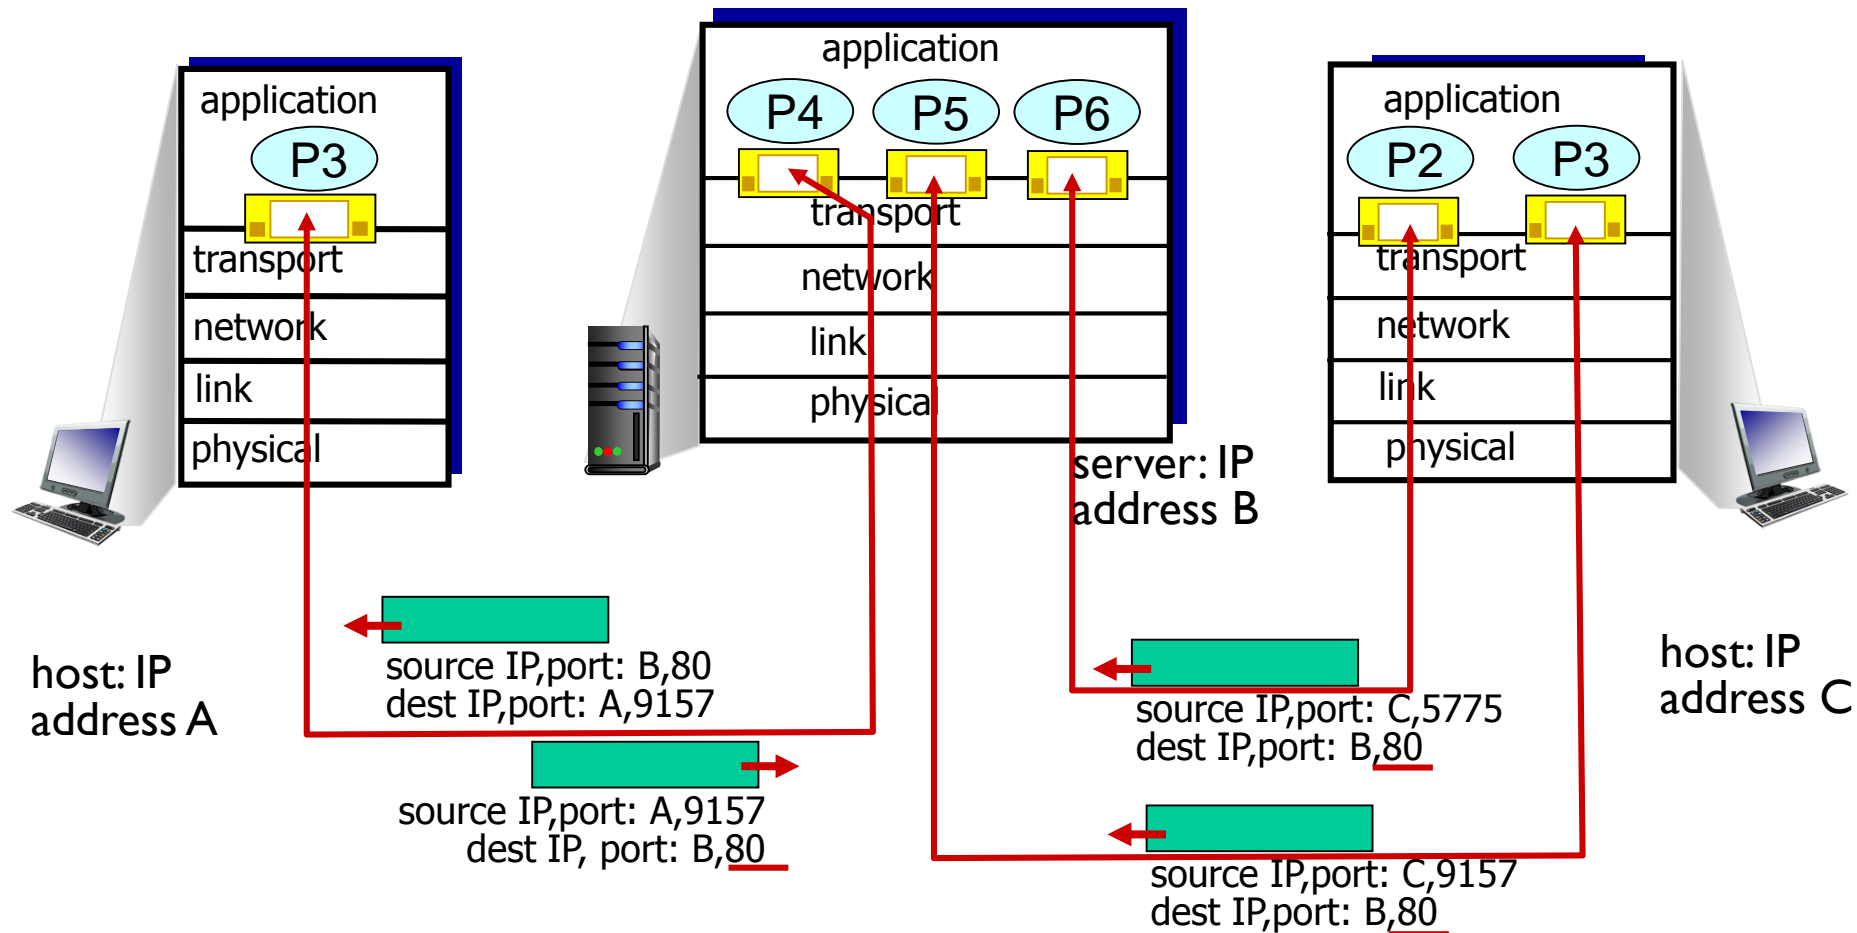 application
P3
transport
network
link
physical
host: IP
address A
application
P4 P5 P6
transport
network
link
physical
server: IP
address B
application
P2 P3
transport
network
link
physical
host: IP
address C
source IP,port: B,80
dest IP,port: A,9157
source IP,port: A,9157
dest IP, port: B,80
source IP,port: C,5775
dest IP,port: B,80
source IP,port: C,9157
dest IP,port: B,80